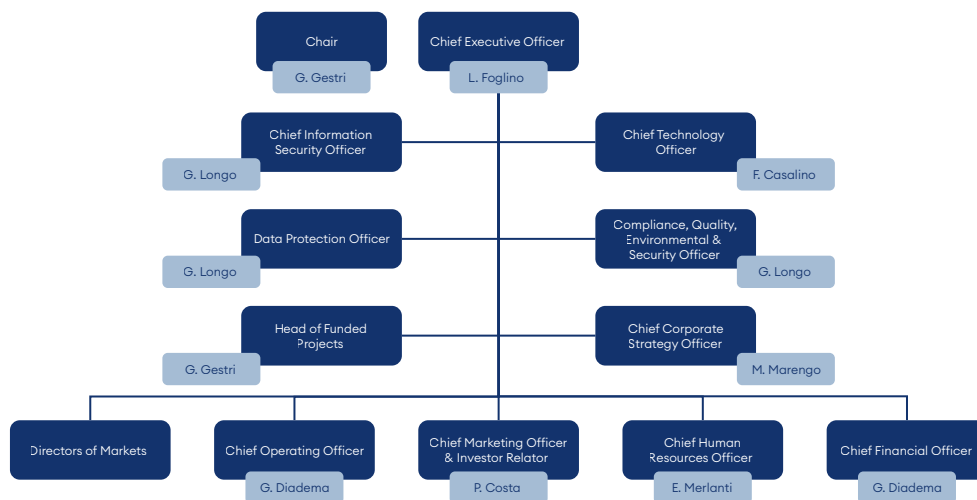 Chair
G. Gestri
Chief Executive Officer
L. Foglino
Chief Information
Security Officer
G. Longo
Chief Technology
Officer
F. Casalino
Data Protection Officer
G. Longo
Compliance, Quality,
Environmental &
Security Officer
G. Longo
Head of Funded
Projects
G. Gestri
Chief Corporate
Strategy Officer
M. Marengo
Directors of Markets
Chief Operating Officer
G. Diadema
Chief Marketing Officer
& Investor Relator
P. Costa
Chief Human
Resources Officer
E. Merlanti
Chief Financial Officer
G. Diadema